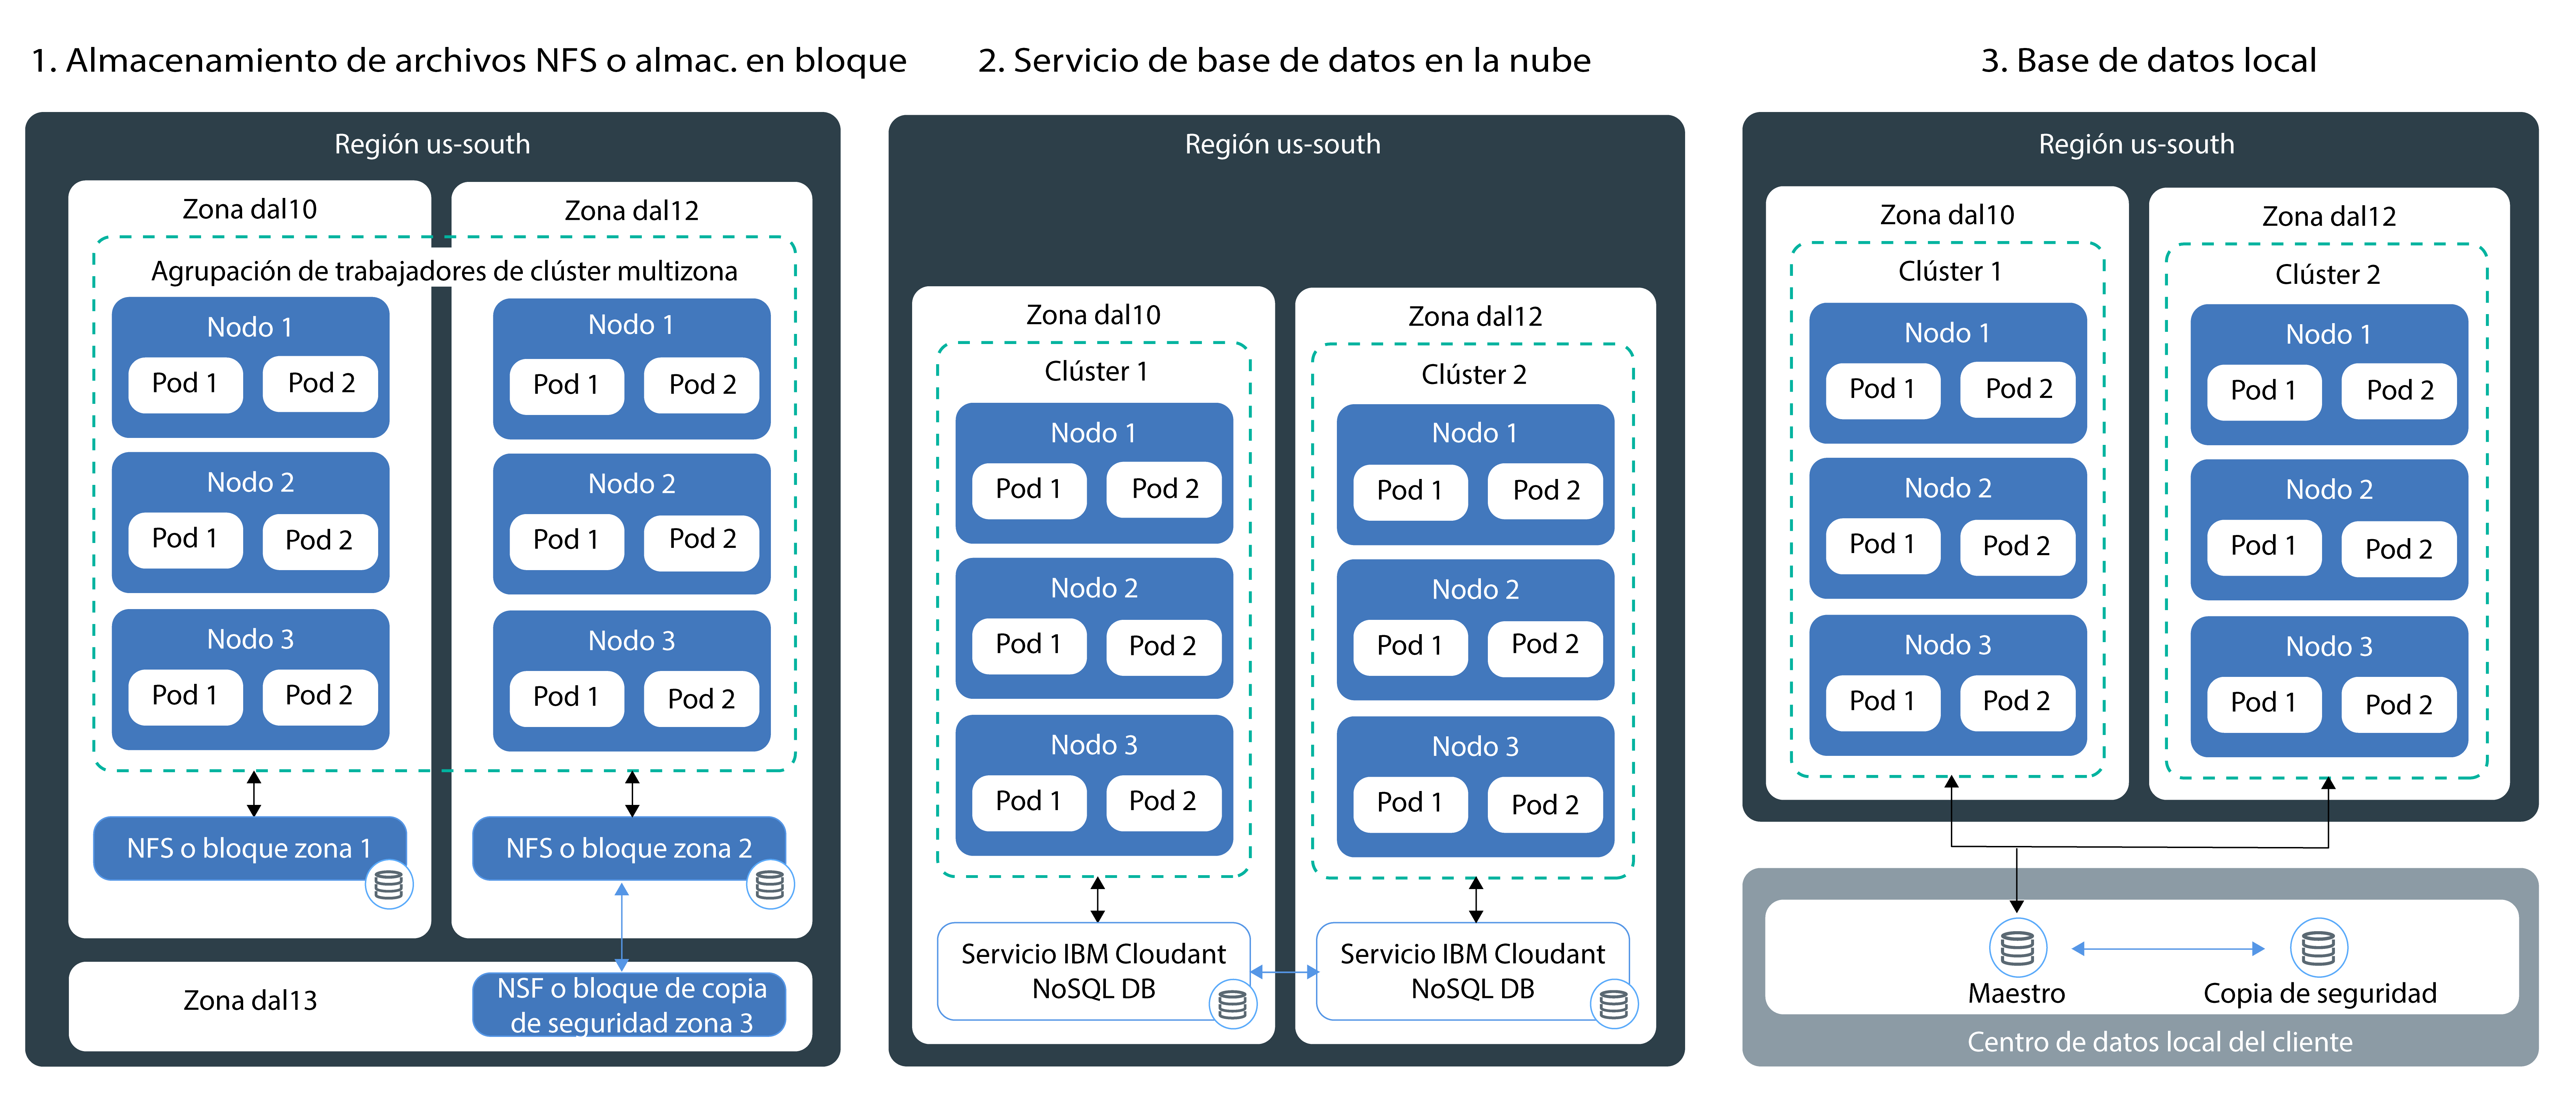 1. Almacenamiento de archivos NFS o almac. en bloque
Región us-south
Zona dal10
Zona dal12
Agrupación de trabajadores de clúster multizona
Nodo 1
Pod 1
Pod 2
Nodo 2
Pod 1
Pod 2
Nodo 3
Pod 1
Pod 2
Nodo 1
Pod 1
Pod 2
Nodo 2
Pod 1
Pod 2
Nodo 3
Pod 1
Pod 2
NFS o bloque zona 1
NFS o bloque zona 2
Zona dal13
NSF o bloque de copia
de seguridad zona 3
2. Servicio de base de datos en la nube
Región us-south
Zona dal10
Clúster 1
Nodo 1
Pod 1
Pod 2
Nodo 2
Pod 1
Pod 2
Nodo 3
Pod 1
Pod 2
Servicio IBM Cloudant
NoSQL DB
Zona dal12
Clúster 2
Nodo 1
Pod 1
Pod 2
Nodo 2
Pod 1
Pod 2
Nodo 3
Pod 1
Pod 2
Servicio IBM Cloudant
NoSQL DB
3. Base de datos local
Región us-south
Zona dal10
Clúster 1
Nodo 1
Pod 1
Pod 2
Nodo 2
Pod 1
Pod 2
Nodo 3
Pod 1
Pod 2
Zona dal12
Clúster 2
Nodo 1
Pod 1
Pod 2
Nodo 2
Pod 1
Pod 2
Nodo 3
Pod 1
Pod 2
Maestro
Copia de seguridad
Centro de datos local del cliente